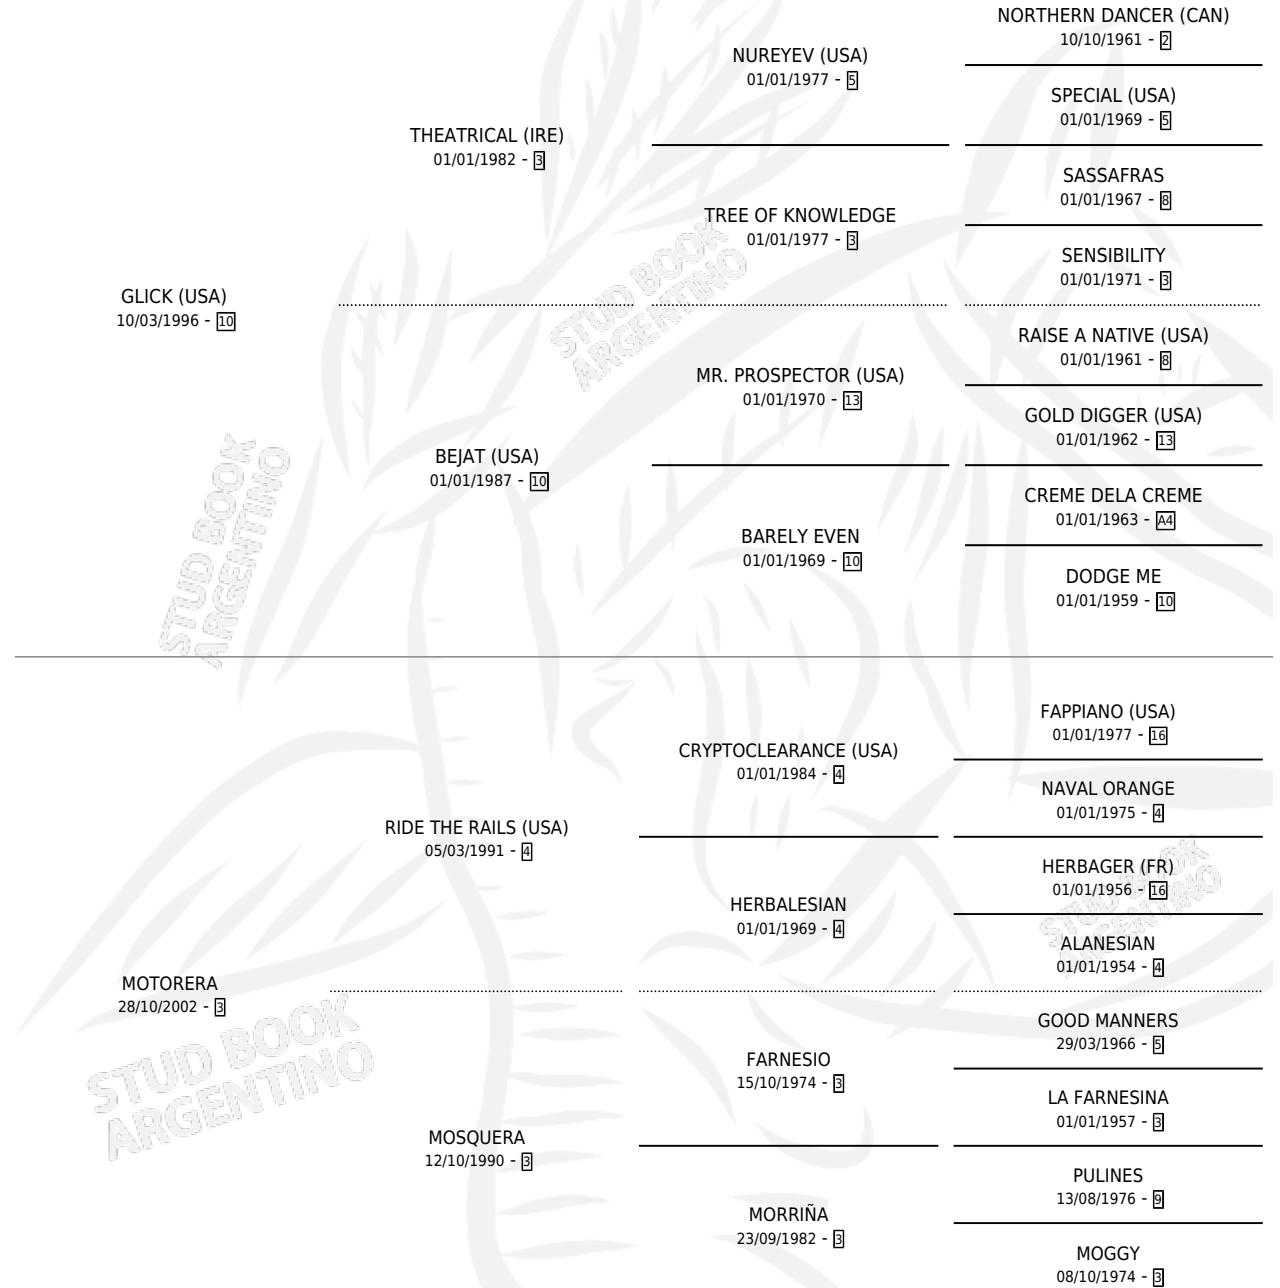 NORTHERN DANCER (CAN)
10/10/1961 - 2
NUREYEV (USA)
01/01/1977 - 5
SPECIAL (USA)
01/01/1969 - 5
THEATRICAL (IRE)
01/01/1982 - 3
SASSAFRAS
01/01/1967 - 8
TREE OF KNOWLEDGE
01/01/1977 - 3
SENSIBILITY
01/01/1971 - 3
GLICK (USA)
10/03/1996 - 10
STUD BOOK
ARGENTINO
RAISE A NATIVE (USA)
01/01/1961 - 8
MR. PROSPECTOR (USA)
01/01/1970 - 13
GOLD DIGGER (USA)
01/01/1962 - 13
BEJAT (USA)
01/01/1987 - 10
CREME DELA CREME
01/01/1963 - A4
BARELY EVEN
01/01/1969 - 10
DODGE ME
01/01/1959 - 10
STUD BOOK
ARGENTINO
FAPPIANO (USA)
01/01/1977 - 16
CRYPTOCLEARANCE (USA)
01/01/1984 - 4
NAVAL ORANGE
01/01/1975 - 4
RIDE THE RAILS (USA)
05/03/1991 - 4
HERBAGER (FR)
01/01/1956 - 16
HERBALESIAN
01/01/1969 - 4
STUD BOOK
ARGENTINO
ALANESIAN
01/01/1954 - 4
MOTORERA
28/10/2002 - 3
GOOD MANNERS
29/03/1966 - 5
FARNESIO
15/10/1974 - 3
LA FARNESINA
01/01/1957 - 3
STUD BOOK
ARGENTINO
MOSQUERA
12/10/1990 - 3
PULINES
13/08/1976 - 9
MORRIÑA
23/09/1982 - 3
MOGGY
08/10/1974 - 3